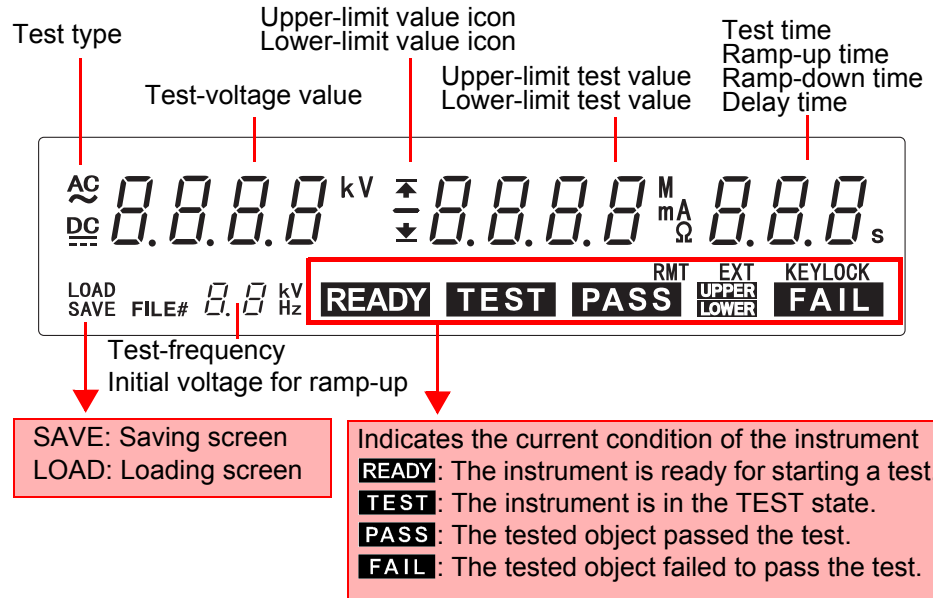 Test type
Upper-limit value icon
Lower-limit value icon
Test-voltage value
Upper-limit test value
Lower-limit test value
Test time
Ramp-up time
Ramp-down time
Delay time
AC
DC
8.8.8.8 kV
8.8.8.8 M
mA
Ω
8.8.8 s
LOAD
SAVE FILE# 8.8 kV
Hz
READY TEST PASS
RMT EXT KEYLOCK
UPPER
LOWER
FAIL
Test-frequency
Initial voltage for ramp-up
SAVE: Saving screen
LOAD: Loading screen
Indicates the current condition of the instrument
READY: The instrument is ready for starting a test
TEST: The instrument is in the TEST state.
PASS: The tested object passed the test.
FAIL: The tested object failed to pass the test.